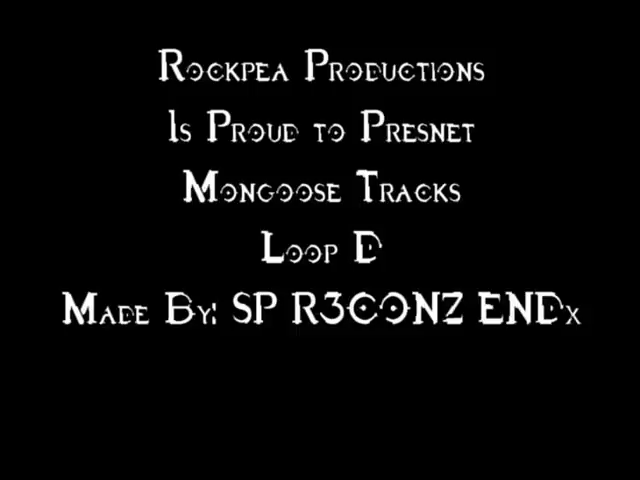 Rockpea Productions
Is Proud to Presnet
Mongoose Tracks
Loop D
Made By: SP R3CONZ ENDx